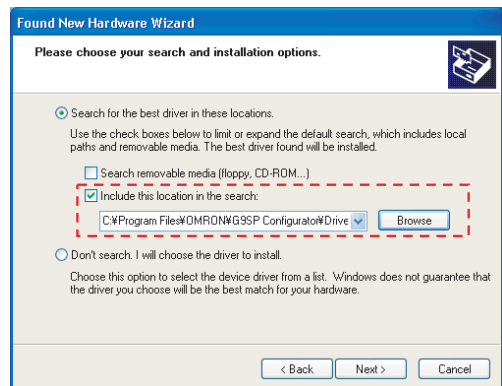 Found New Hardware Wizard
Please choose your search and installation options.
Search for the best driver in these locations.
Use the check boxes below to limit or expand the default search, which includes local
paths and removable media. The best driver found will be installed.
Search removable media (floppy, CD-ROM...)
Include this location in the search:
C:¥Program Files¥OMRON¥G9SP Configurator¥Drive
Browse
Don't search. I will choose the driver to install.
Choose this option to select the device driver from a list. Windows does not guarantee that
the driver you choose will be the best match for your hardware.
< Back Next > Cancel